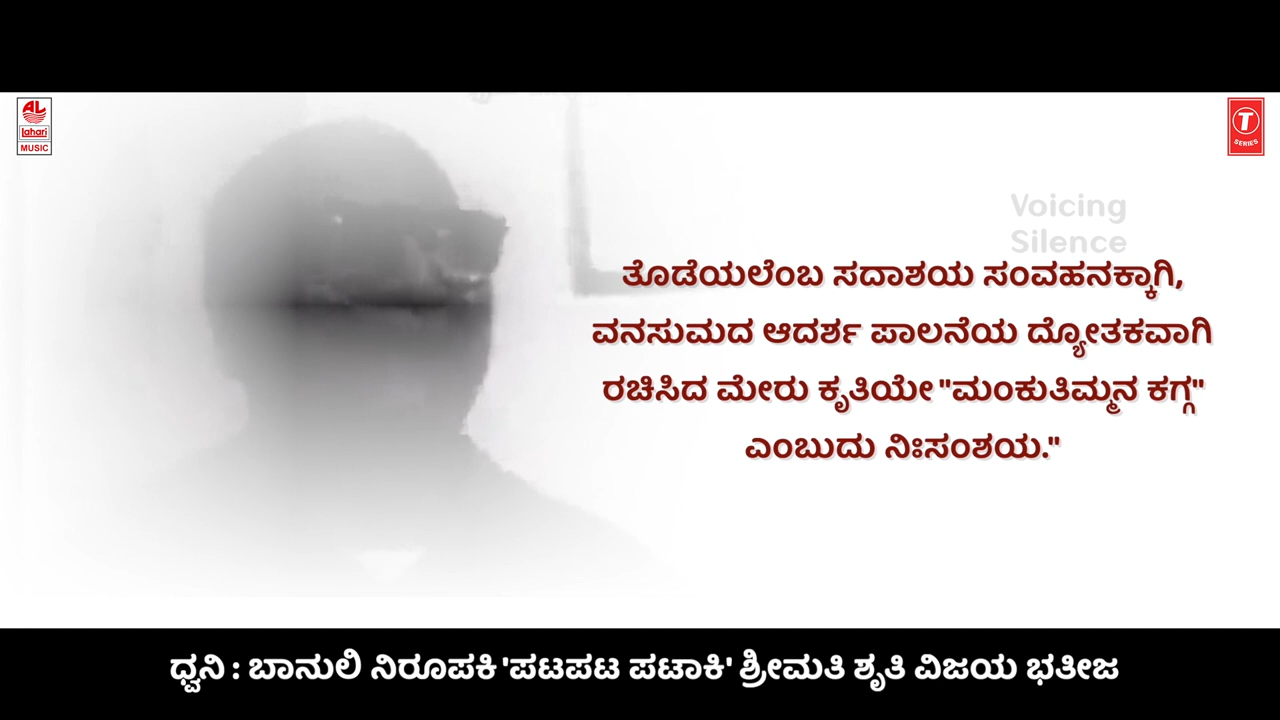 AL
lahari
MUSIC
T
SERIES
Voicing
Silence
ತೊಡೆಯಲೆಂಬ ಸದಾಶಯ ಸಂವಹನಕ್ಕಾಗಿ,
ವನಸುಮದ ಆದರ್ಶ ಪಾಲನೆಯ ದ್ಯೋತಕವಾಗಿ
ರಚಿಸಿದ ಮೇರು ಕೃತಿಯೇ "ಮಂಕುತಿಮ್ಮನ ಕಗ್ಗ"
ಎಂಬುದು ನಿಃಸಂಶಯ."
ಧ್ವನಿ : ಬಾನುಲಿ ನಿರೂಪಕಿ 'ಪಟಪಟ ಪಟಾಕಿ' ಶ್ರೀಮತಿ ಶೃತಿ ವಿಜಯ ಭತೀಜ